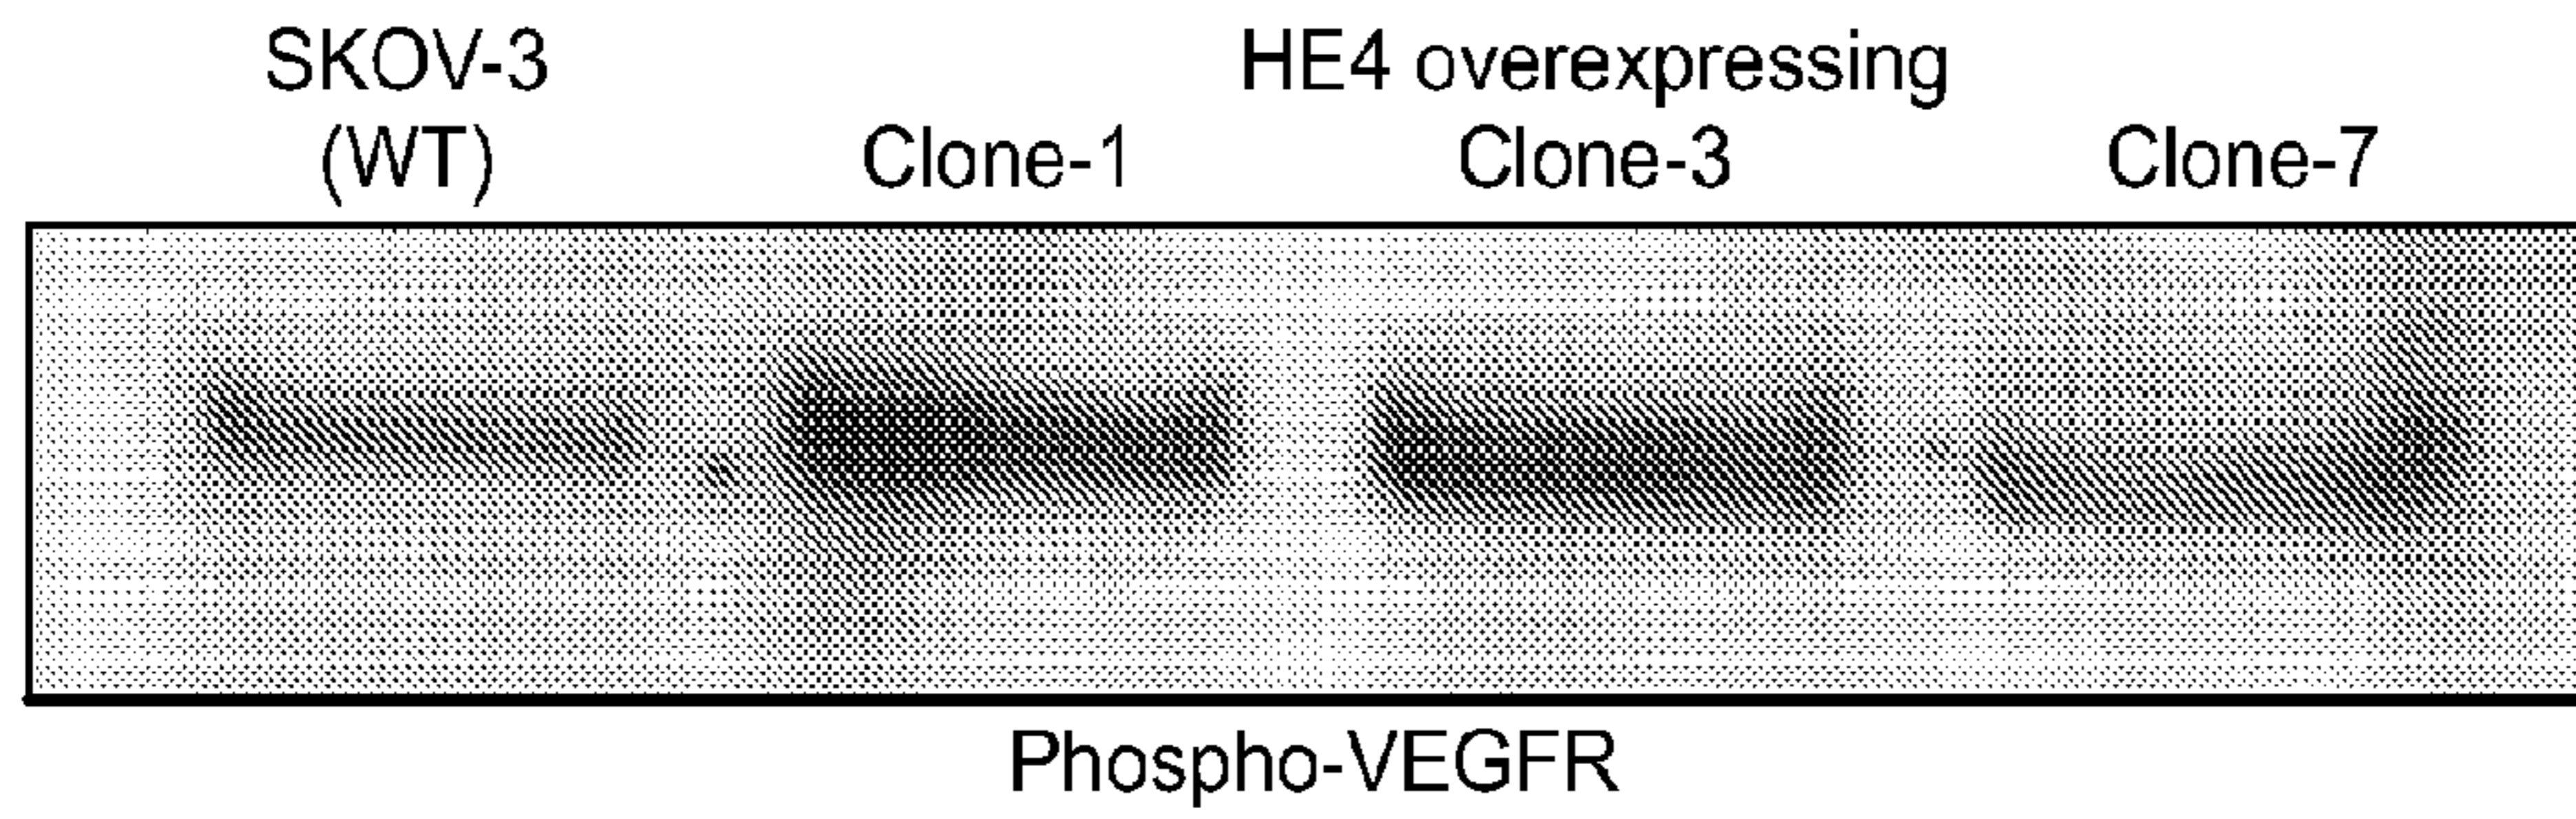 SKOV-3
(WT)
HE4 overexpressing
Clone-1
Clone-3
Clone-7
Phospho-VEGFR